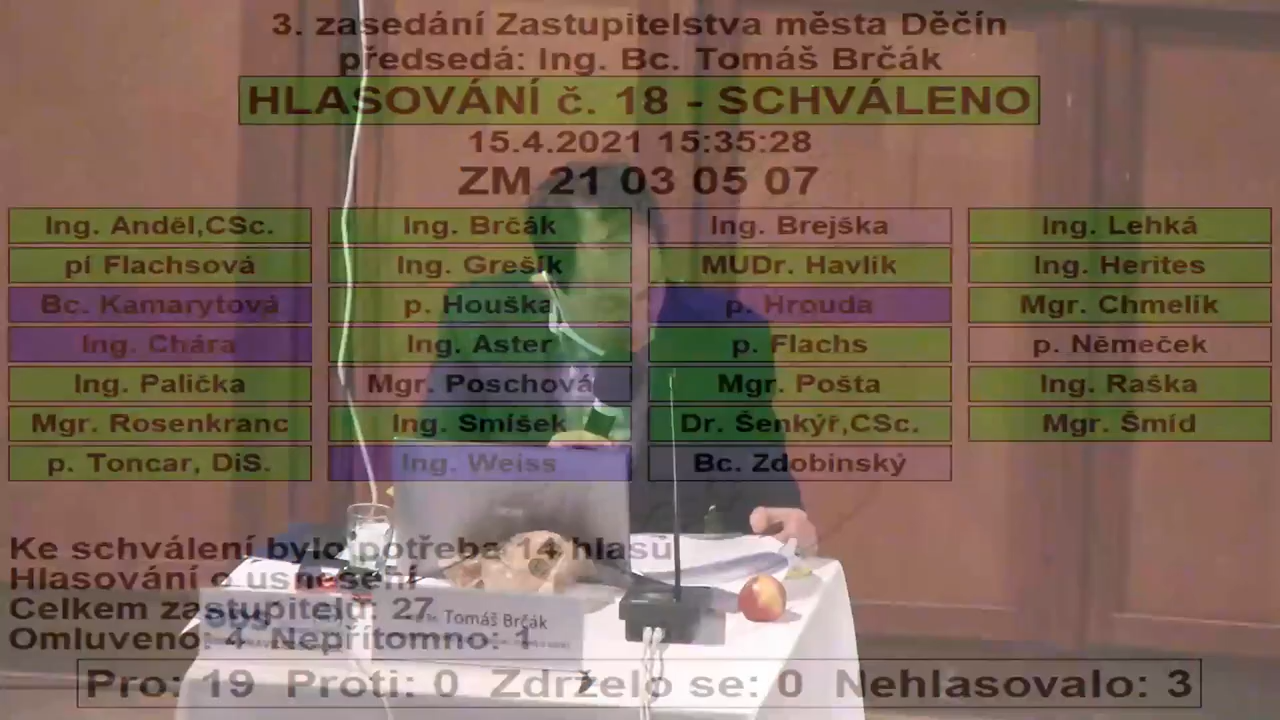 3. zasedání Zastupitelstva města Děčín
předsedá: Ing. Bc. Tomáš Brčák
HLASOVÁNÍ č. 18 - SCHVÁLENO
15.4.2021 15:35:28
ZM 21 03 05 07
Ing. Anděl,CSc. Ing. Brčák Ing. Brejška Ing. Lehká
pí Flachsová Ing. Grešík MUDr. Havlík Ing. Herites
Bc. Kamarytová p. Houška p. Hrouda Mgr. Chmelík
Ing. Chára Ing. Aster p. Flachs p. Němeček
Ing. Palička Mgr. Poschová Mgr. Pošta Ing. Raška
Mgr. Rosenkranc Ing. Smíšek Dr. Šenkýř,CSc. Mgr. Šmíd
p. Toncar, DiS. Ing. Weiss Bc. Zdobinský
Ke schválení bylo potřeba 14 hlasů
Hlasování o usnesení
Celkem zastupitelů: 27
Tomáš Brčák
Omluveno: 4 Nepřítomno: 1
Pro: 19 Proti: 0 Zdrželo se: 0 Nehlasovalo: 3